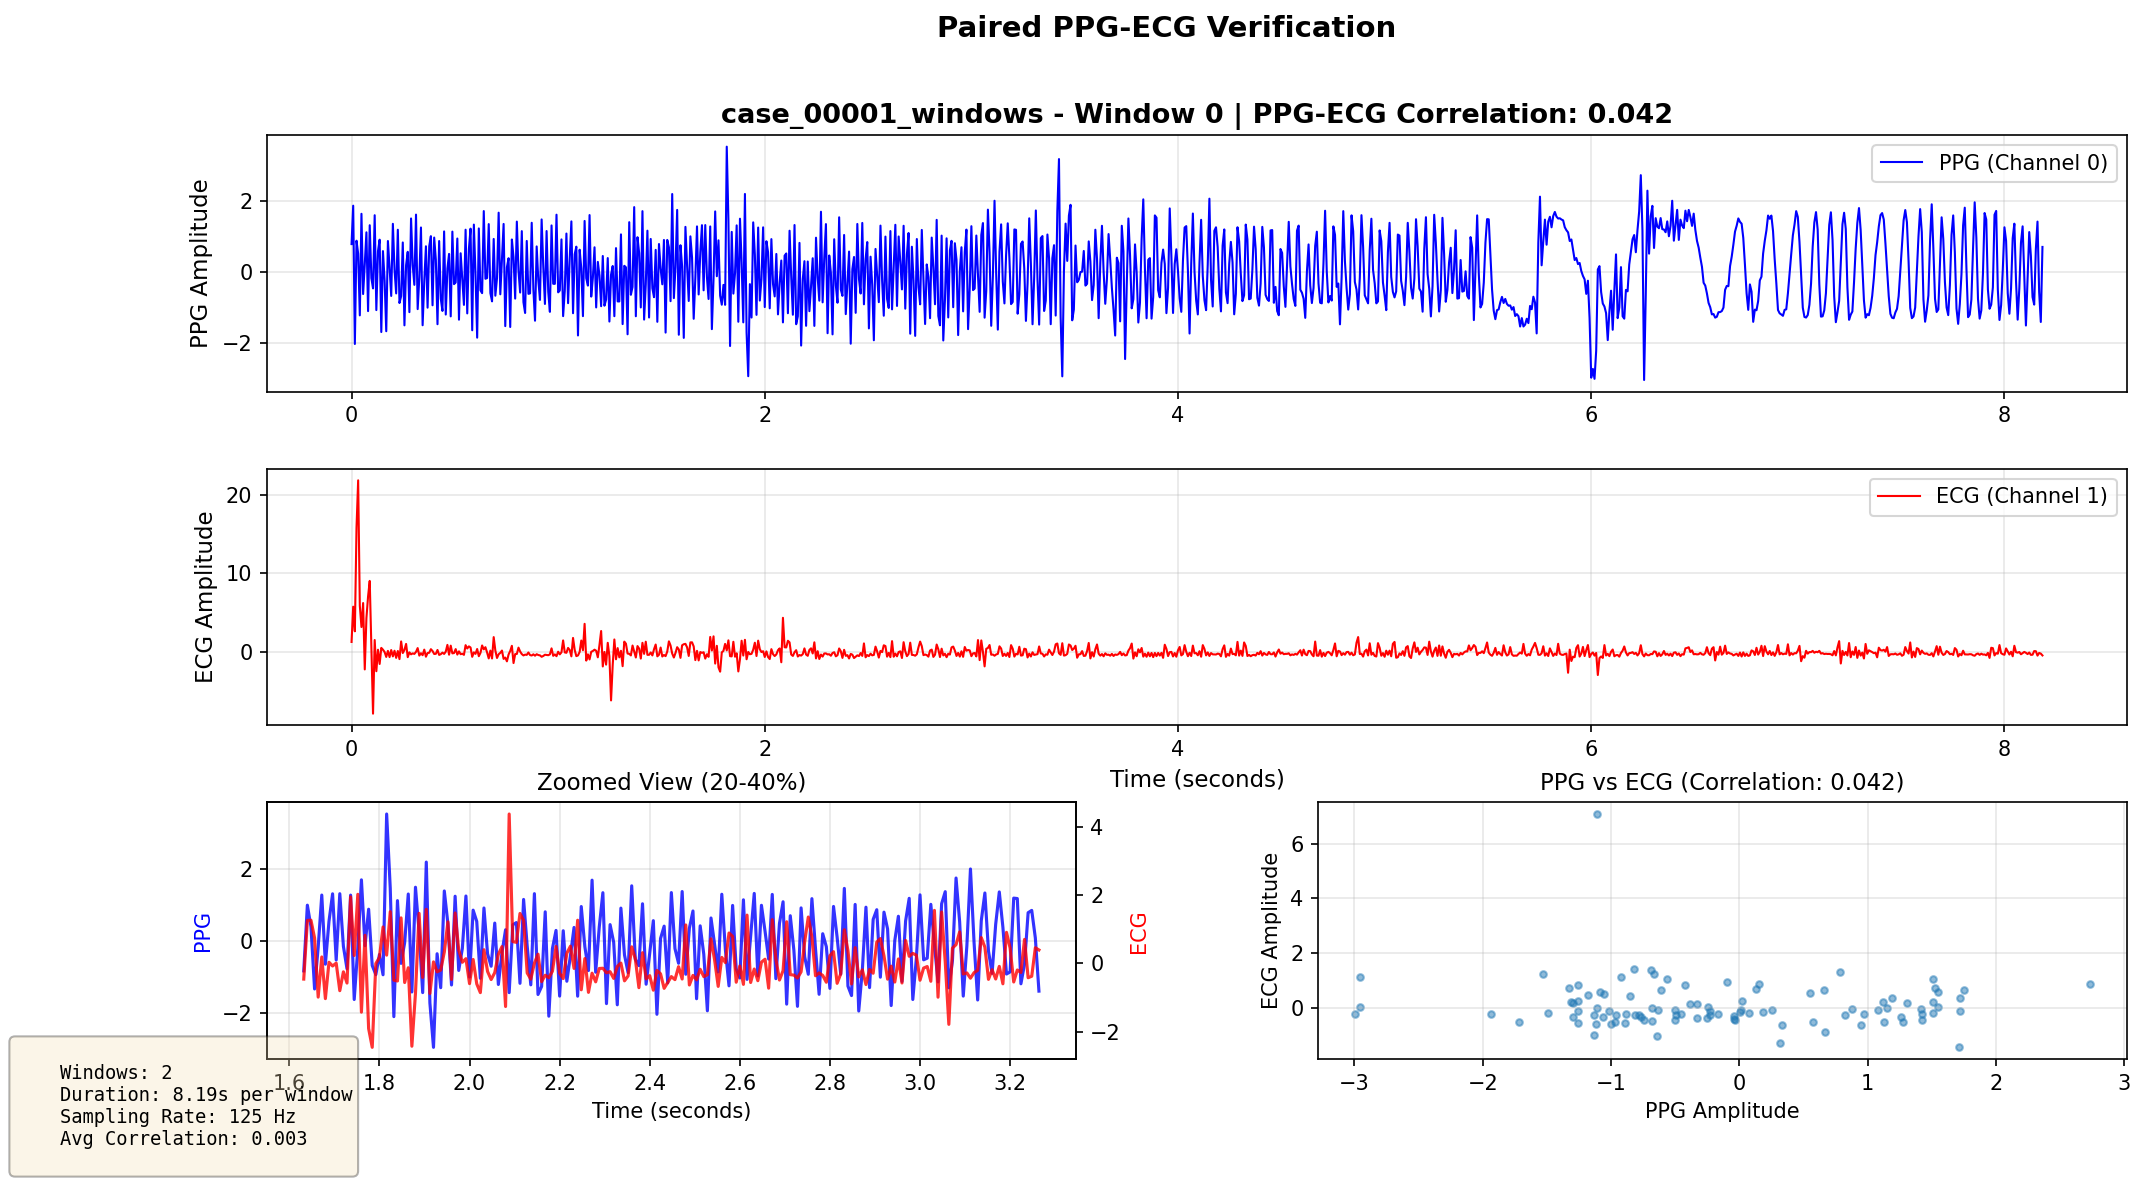 Paired PPG-ECG Verification
case_00001_windows - Window 0 | PPG-ECG Correlation: 0.042
PPG Amplitude
2
0
−2
PPG (Channel 0)
0
2
4
6
8
ECG Amplitude
20
10
0
ECG (Channel 1)
0
2
4
6
8
Time (seconds)
Zoomed View (20-40%)
PPG
2
0
−2
4
2
0
−2
ECG
1.6
1.8
2.0
2.2
2.4
2.6
2.8
3.0
3.2
Time (seconds)
PPG vs ECG (Correlation: 0.042)
ECG Amplitude
6
4
2
0
−3
−2
−1
0
1
2
3
PPG Amplitude
Windows: 2
Duration: 8.19s per window
Sampling Rate: 125 Hz
Avg Correlation: 0.003